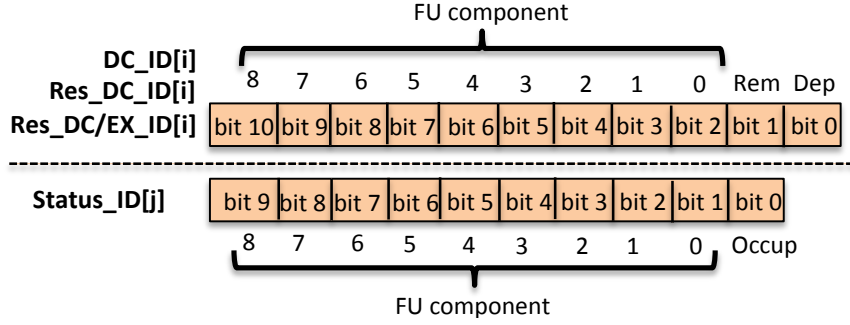 FU component
DC_ID[i]
8 7 6 5 4 3 2 1 0 Rem Dep
Res_DC_ID[i]
Res_DC/EX_ID[i] bit 10 bit 9 bit 8 bit 7 bit 6 bit 5 bit 4 bit 3 bit 2 bit 1 bit 0
Status_ID[j] bit 9 bit 8 bit 7 bit 6 bit 5 bit 4 bit 3 bit 2 bit 1 bit 0
8 7 6 5 4 3 2 1 0 Occup
FU component